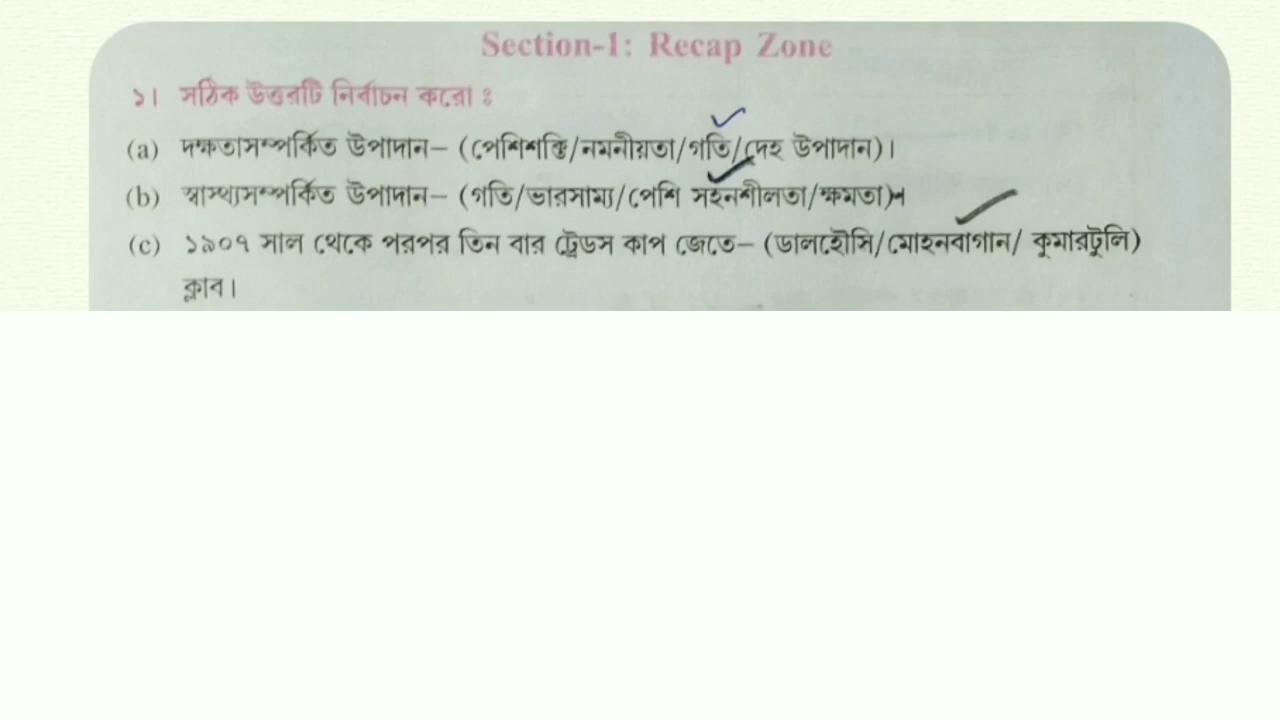 Section-1: Recap Zone
১। সঠিক উত্তরটি নির্বাচন করো ঃ
(a) দক্ষতাসম্পর্কিত উপাদান– (পেশিশক্তি/নমনীয়তা/গতি/দেহ উপাদান)।
(b) স্বাস্থ্যসম্পর্কিত উপাদান– (গতি/ভারসাম্য/পেশি সহনশীলতা/ক্ষমতা)।
(c) ১৯০৭ সাল থেকে পরপর তিন বার ট্রেডস কাপ জেতে– (ডালহৌসি/মোহনবাগান/ কুমারটুলি)
ক্লাব।